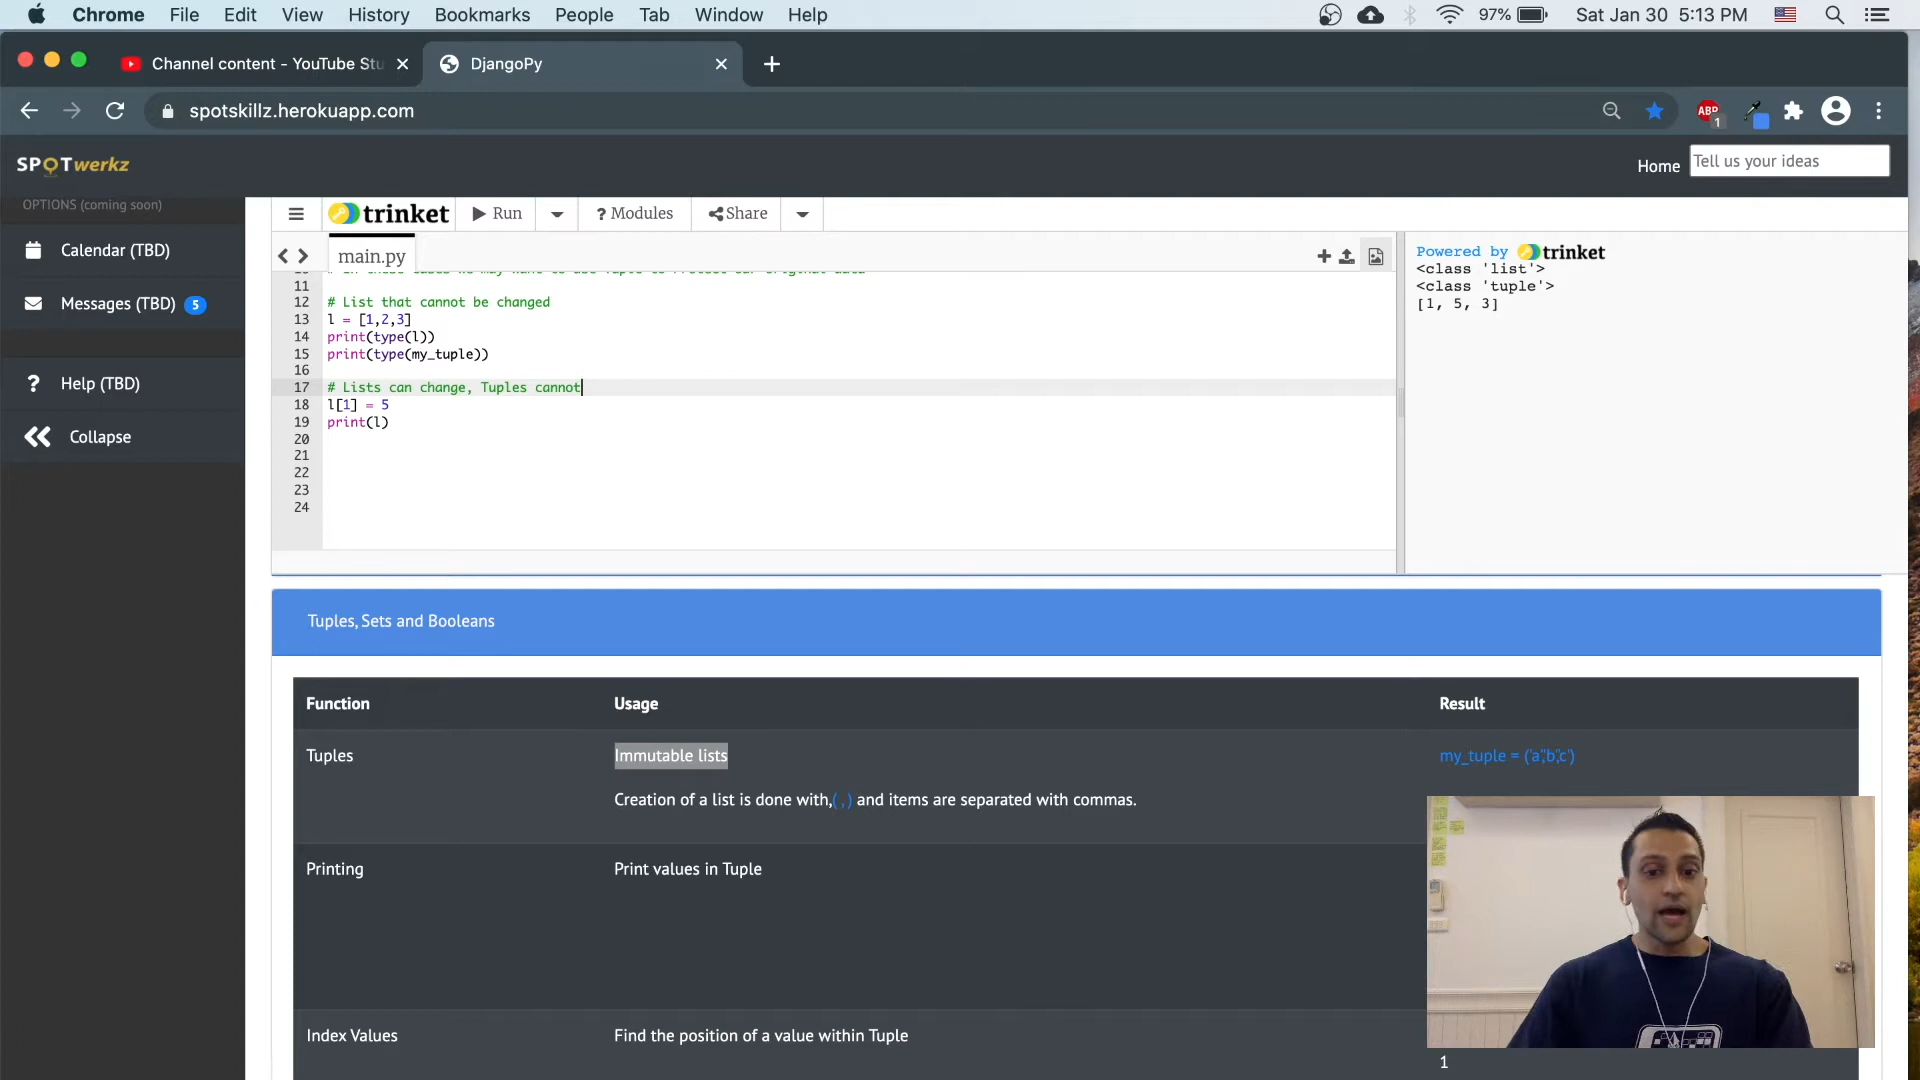 Chrome File Edit View History Bookmarks People Tab Window Help 97% Sat Jan 30 5:13 PM
Channel content - YouTube Stu DjangoPy
spotskillz.herokuapp.com ABP 1
SPOTwerkz Home Tell us your ideas
OPTIONS (coming soon)
Calendar (TBD)
Messages (TBD) 5
Help (TBD)
Collapse
trinket Run ? Modules Share
main.py
11
12 # List that cannot be changed
13 l = [1,2,3]
14 print(type(l))
15 print(type(my_tuple))
16
17 # Lists can change, Tuples cannot
18 l[1] = 5
19 print(l)
20
21
22
23
24
Powered by trinket
<class 'list'>
<class 'tuple'>
[1, 5, 3]
Tuples, Sets and Booleans
Function Usage Result
Tuples Immutable lists my_tuple = ('a','b','c')
Creation of a list is done with,( , ) and items are separated with commas.
Printing Print values in Tuple
Index Values Find the position of a value within Tuple
1